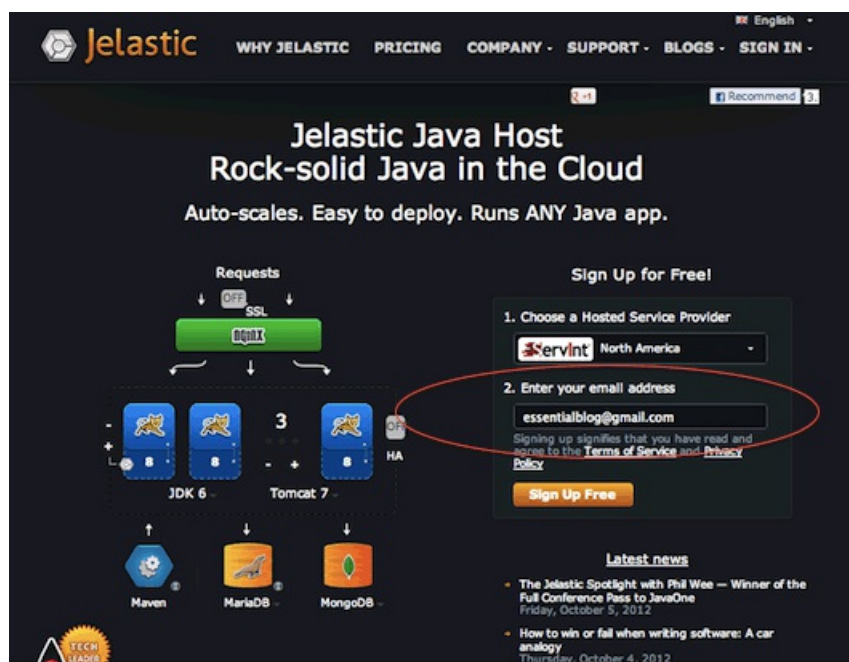 English
Jelastic
WHY JELASTIC PRICING COMPANY SUPPORT BLOGS SIGN IN
+1
Recommend 3.
Jelastic Java Host
Rock-solid Java in the Cloud
Auto-scales. Easy to deploy. Runs ANY Java app.
Requests
OFF
SSL
NGINX
3
OFF
HA
8 8 - + 8
JDK 6 Tomcat 7
Maven MariaDB MongoDB
Sign Up for Free!
1. Choose a Hosted Service Provider
ServInt North America
2. Enter your email address
essentialblog@gmail.com
Signing up signifies that you have read and
agree to the Terms of Service and Privacy
Policy
Sign Up Free
Latest news
The Jelastic Spotlight with Phil Wee — Winner of the
Full Conference Pass to JavaOne
Friday, October 5, 2012
How to win or fail when writing software: A car
analogy
Thursday, October 4, 2012
TECH
LEADER